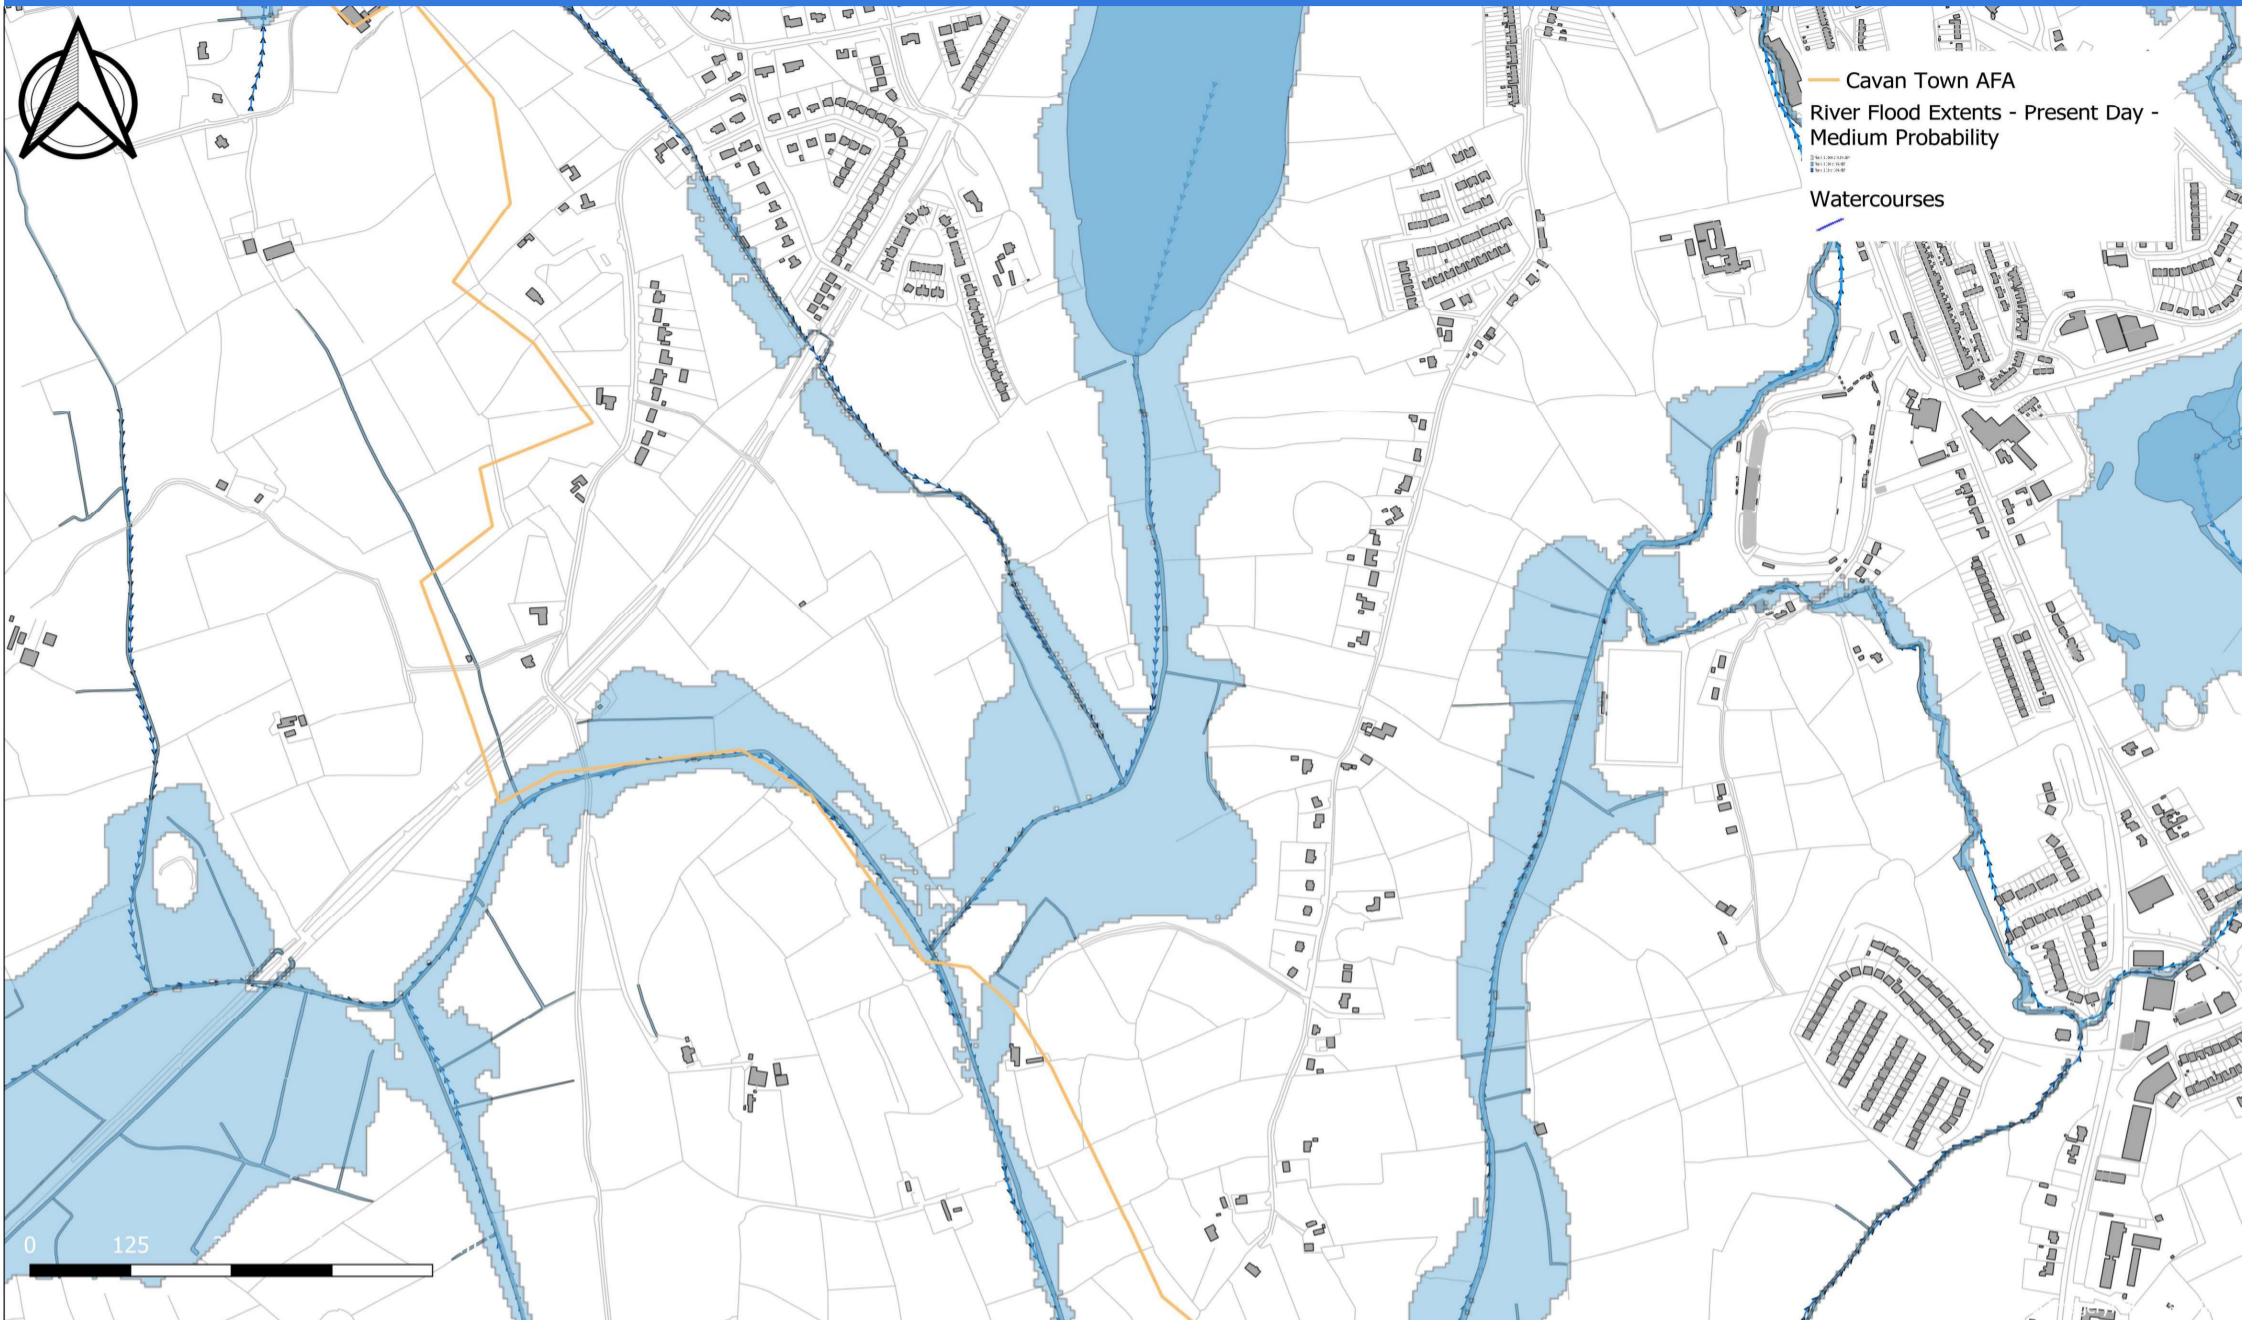 Cavan Town AFA
River Flood Extents - Present Day -
Medium Probability
Watercourses
0 125